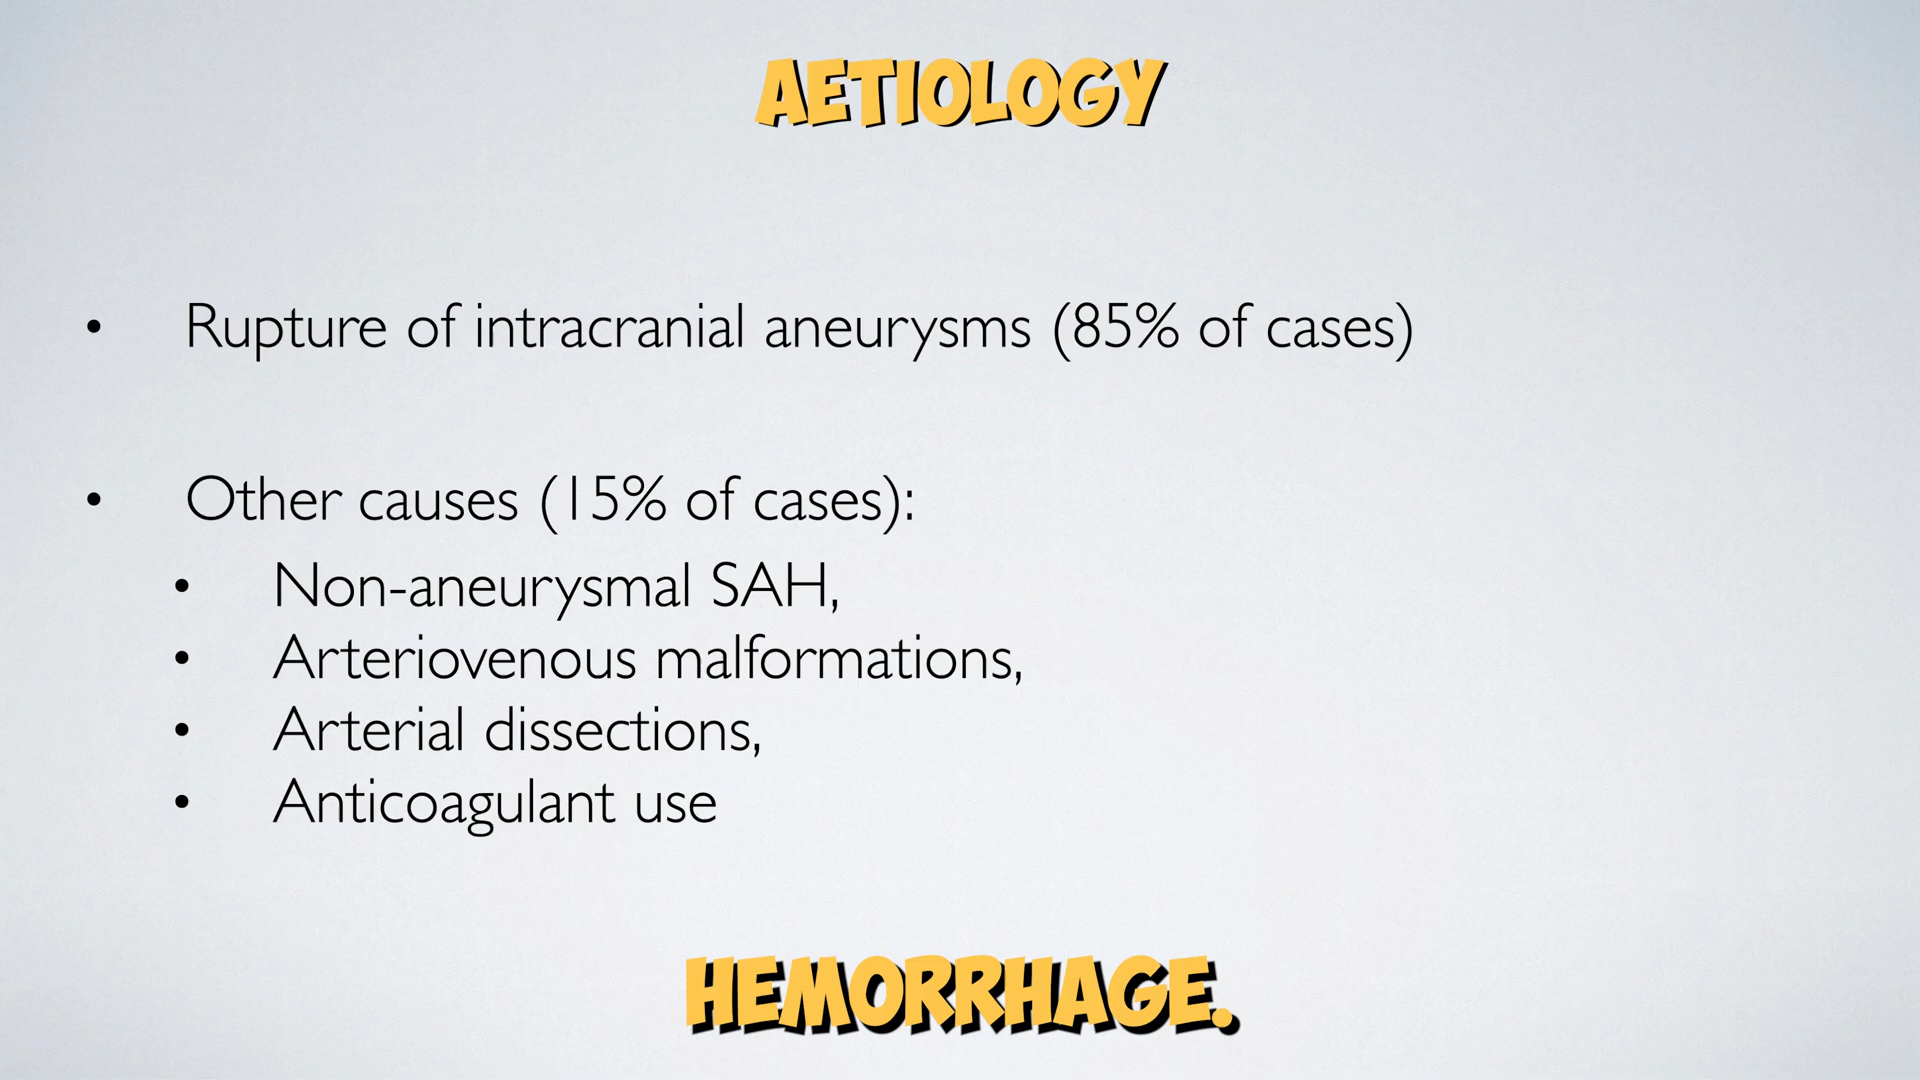 AETIOLOGY
• Rupture of intracranial aneurysms (85% of cases)
• Other causes (15% of cases):
• Non-aneurysmal SAH,
• Arteriovenous malformations,
• Arterial dissections,
• Anticoagulant use
HEMORRHAGE.